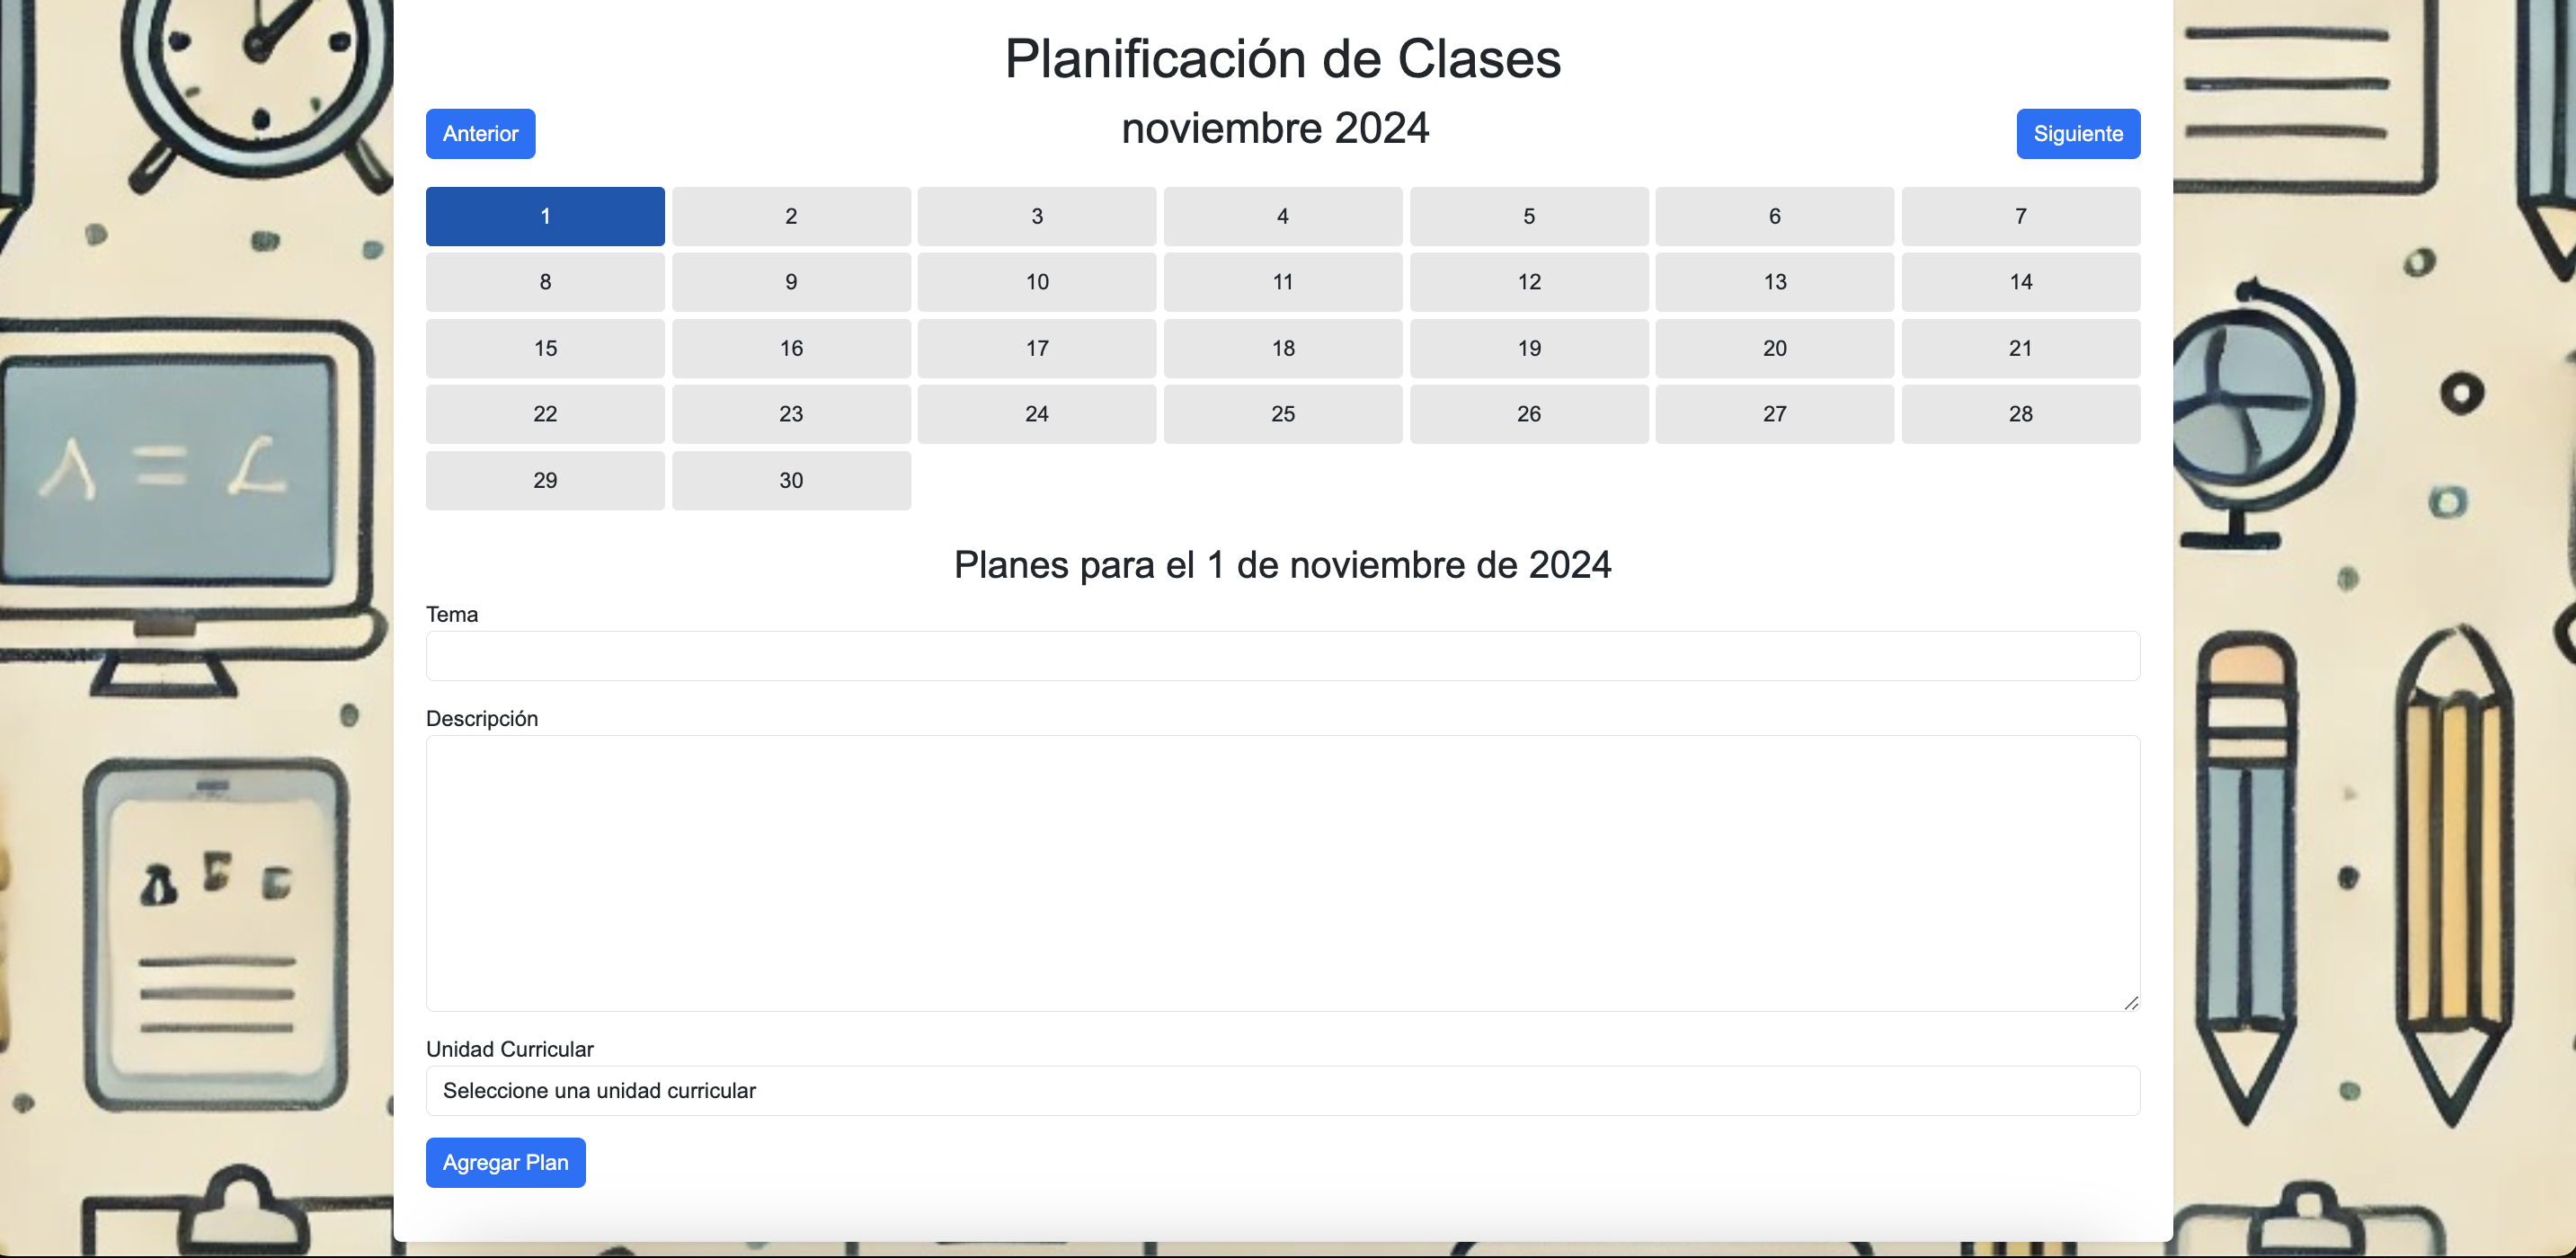 Planificación de Clases
Anterior
noviembre 2024
Siguiente
1 2 3 4 5 6 7
8 9 10 11 12 13 14
15 16 17 18 19 20 21
22 23 24 25 26 27 28
29 30
Planes para el 1 de noviembre de 2024
Tema
Descripción
Unidad Curricular
Seleccione una unidad curricular
Agregar Plan